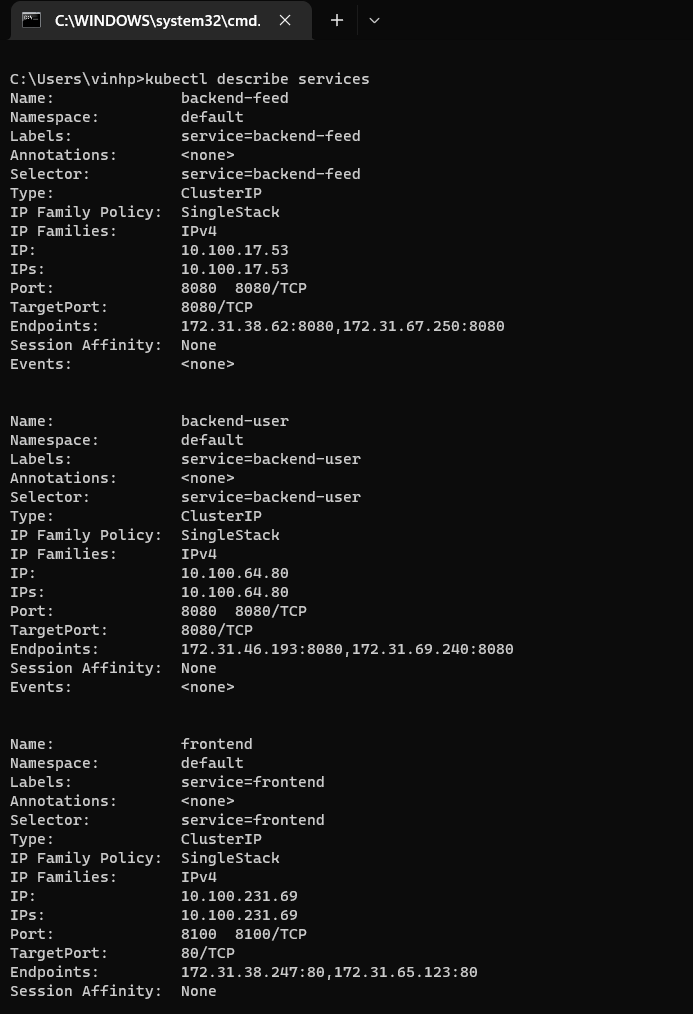 C:\WINDOWS\system32\cmd.
C:\Users\vinhp>kubectl describe services
Name:              backend-feed
Namespace:         default
Labels:            service=backend-feed
Annotations:       <none>
Selector:          service=backend-feed
Type:              ClusterIP
IP Family Policy:  SingleStack
IP Families:       IPv4
IP:                10.100.17.53
IPs:               10.100.17.53
Port:              8080  8080/TCP
TargetPort:        8080/TCP
Endpoints:         172.31.38.62:8080,172.31.67.250:8080
Session Affinity:  None
Events:            <none>
Name:              backend-user
Namespace:         default
Labels:            service=backend-user
Annotations:       <none>
Selector:          service=backend-user
Type:              ClusterIP
IP Family Policy:  SingleStack
IP Families:       IPv4
IP:                10.100.64.80
IPs:               10.100.64.80
Port:              8080  8080/TCP
TargetPort:        8080/TCP
Endpoints:         172.31.46.193:8080,172.31.69.240:8080
Session Affinity:  None
Events:            <none>
Name:              frontend
Namespace:         default
Labels:            service=frontend
Annotations:       <none>
Selector:          service=frontend
Type:              ClusterIP
IP Family Policy:  SingleStack
IP Families:       IPv4
IP:                10.100.231.69
IPs:               10.100.231.69
Port:              8100  8100/TCP
TargetPort:        80/TCP
Endpoints:         172.31.38.247:80,172.31.65.123:80
Session Affinity:  None